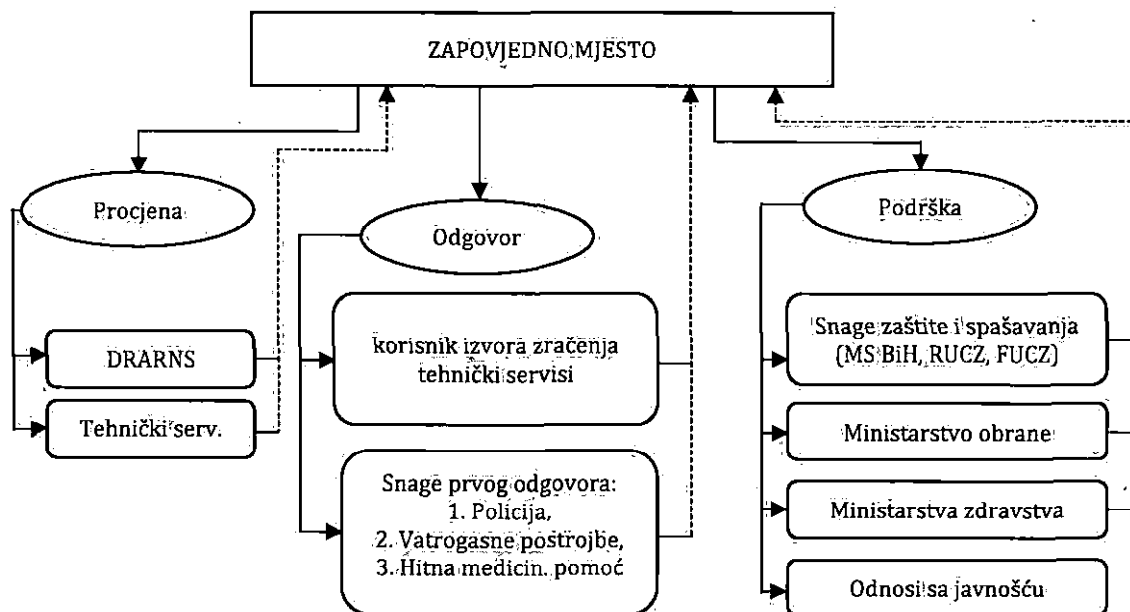 ZAPOVJEDNO MJESTO
Procjena
Odgovor
Podrška
DRARNS
Tehnički serv.
korisnik izvora zračenja
tehnički servisi
Snage prvog odgovora:
1. Policija,
2. Vatrogasne postrojbe,
3. Hitna medicin. pomoć
Snage zaštite i spašavanja
(MS BiH, RUCZ, FUCZ)
Ministarstvo obrane
Ministarstva zdravstva
Odnosi sa javnošću